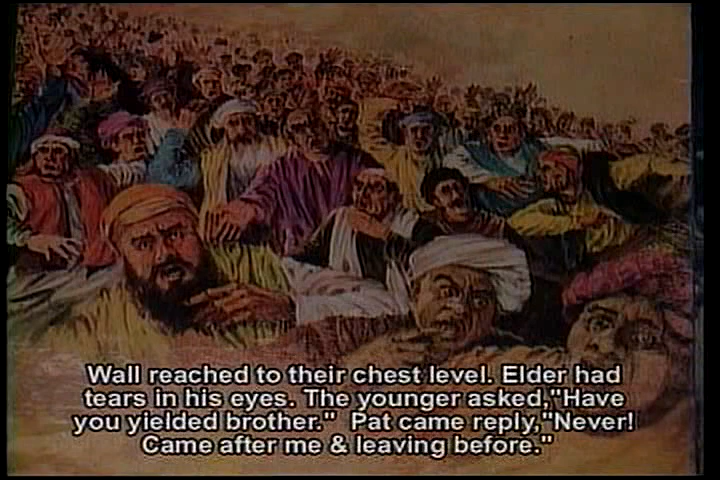 Wall reached to their chest level. Elder had
tears in his eyes. The younger asked,"Have
you yielded brother."  Pat came reply,"Never!
Came after me & leaving before."